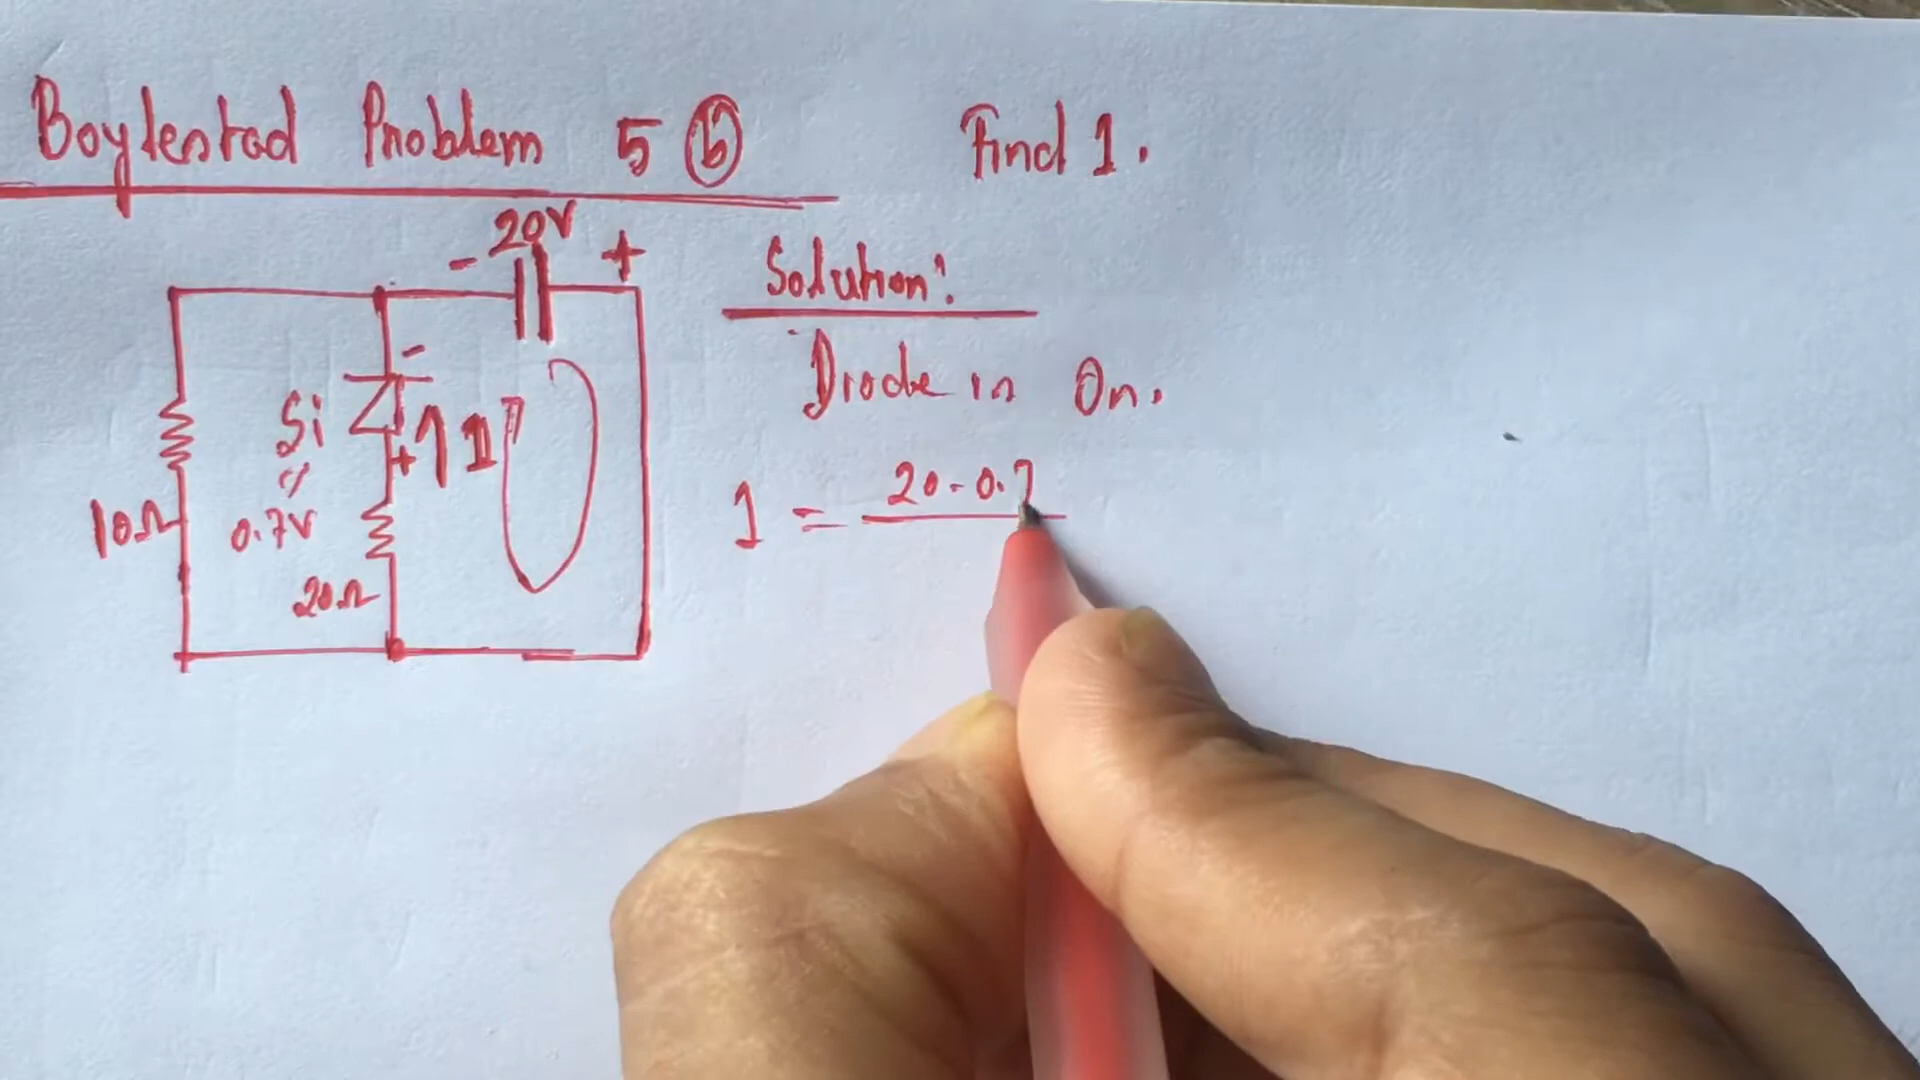 Boylestad Problem 5 (b)
Find I.
- 20V +
Solution:
Diode is On.
-
Si
+
I
0.7V
10Ω
20Ω
I = 20-0.7